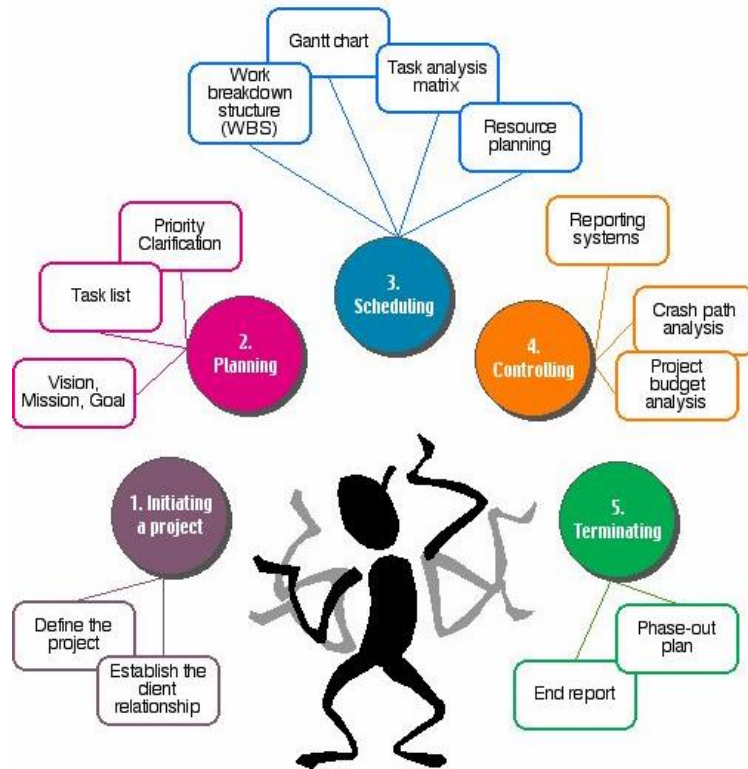 Gantt chart
Task analysis
matrix
Work
breakdown
structure
(WBS)
Resource
planning
3.
Scheduling
Priority
Clarification
Task list
Vision,
Mission, Goal
2.
Planning
Reporting
systems
Crash path
analysis
Project
budget
analysis
4.
Controlling
1. Initiating
a project
Define the
project
Establish the
client
relationship
5.
Terminating
Phase-out
plan
End report